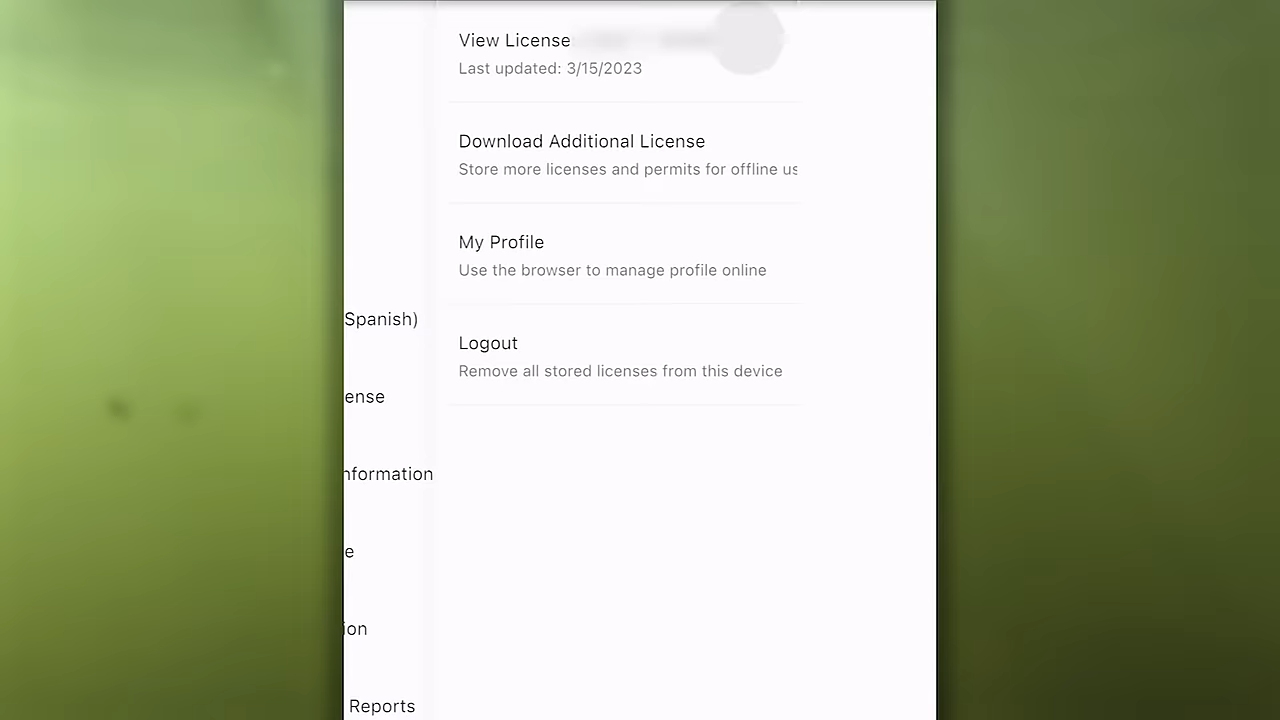 View License
Last updated: 3/15/2023
Download Additional License
Store more licenses and permits for offline us
My Profile
Use the browser to manage profile online
Logout
Remove all stored licenses from this device
Spanish)
ense
nformation
e
ion
Reports